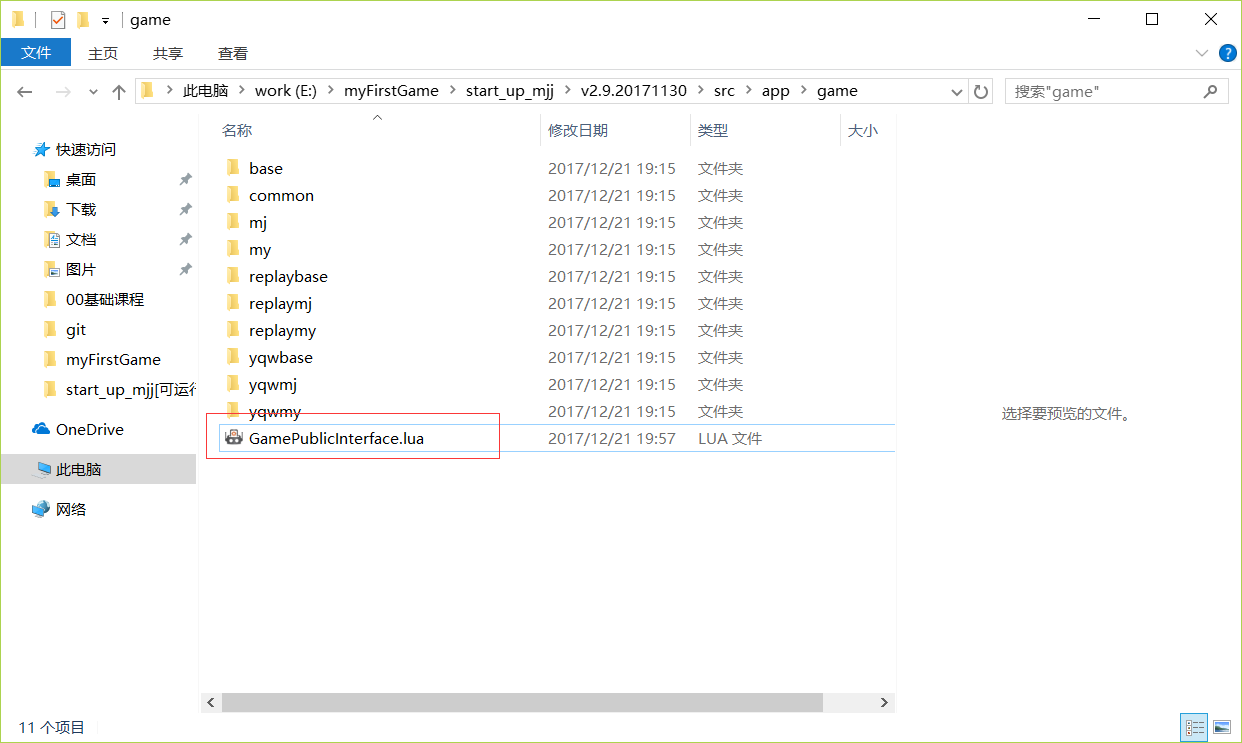 game
文件 主页 共享 查看
此电脑 work (E:) myFirstGame start_up_mjj v2.9.20171130 src app game 搜索"game"
名称 修改日期 类型 大小
快速访问
桌面
下载
文档
图片
00基础课程
git
myFirstGame
start_up_mjj[可运行
OneDrive
此电脑
网络
base 2017/12/21 19:15 文件夹
common 2017/12/21 19:15 文件夹
mj 2017/12/21 19:15 文件夹
my 2017/12/21 19:15 文件夹
replaybase 2017/12/21 19:15 文件夹
replaymj 2017/12/21 19:15 文件夹
replaymy 2017/12/21 19:15 文件夹
yqwbase 2017/12/21 19:15 文件夹
yqwmj 2017/12/21 19:15 文件夹
yqwmy 2017/12/21 19:15 文件夹
GamePublicInterface.lua 2017/12/21 19:57 LUA 文件
选择要预览的文件。
11 个项目